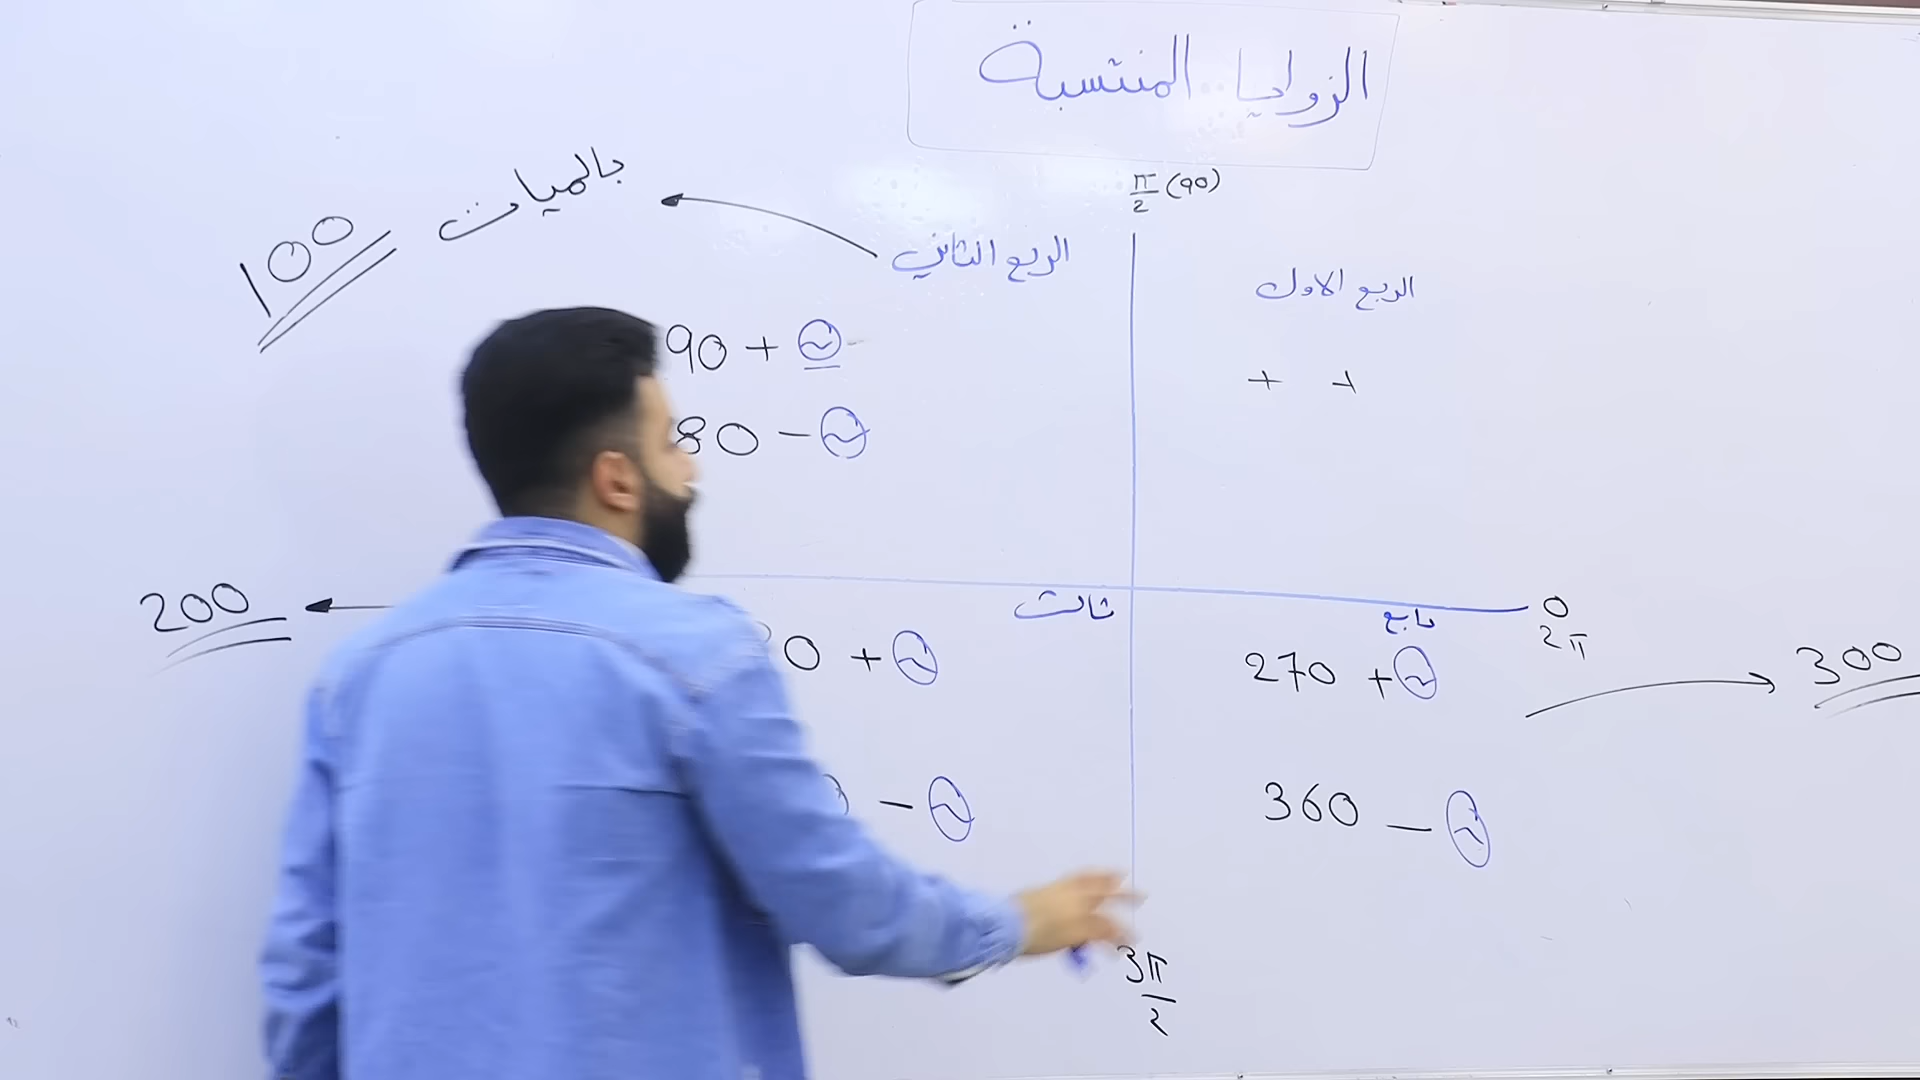 الزوايا المنتسبة
π/2 (90)
الربع الاول
+ +
الربع الثاني
بالميات
100
90 + ~
80 - ~
ثالث
0 + ~
- ~
200
رابع
270 + ~
360 - ~
300
0
2π
3π/2